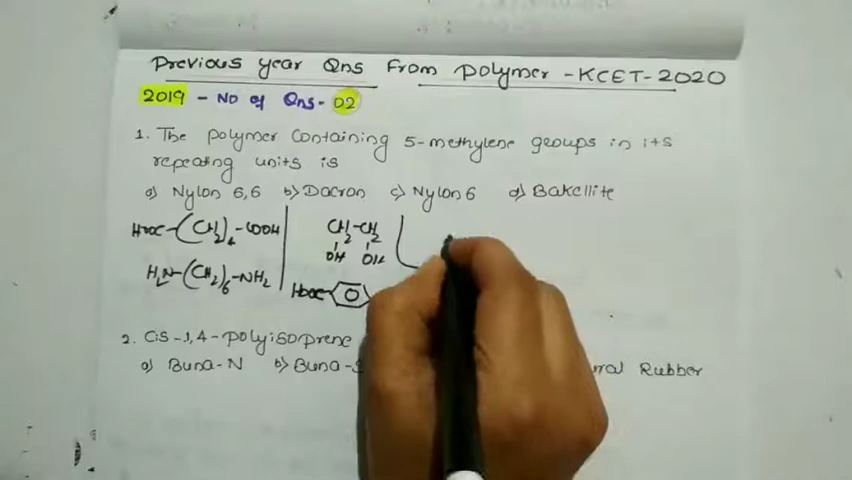 Previous year Qns From polymer - KCET-2020
2019 - No of Qns- 02
1. The polymer containing 5-methylene groups in its
repeating units is
a) Nylon 6,6 b) Dacron c) Nylon 6 d) Bakelite
HOOC-(CH2)4-COOH
CH2-CH2
OH OH
H2N-(CH2)6-NH2
HOOC-
2. Cis-1,4-polyisoprene
a) Buna-N b) Buna- Rubber